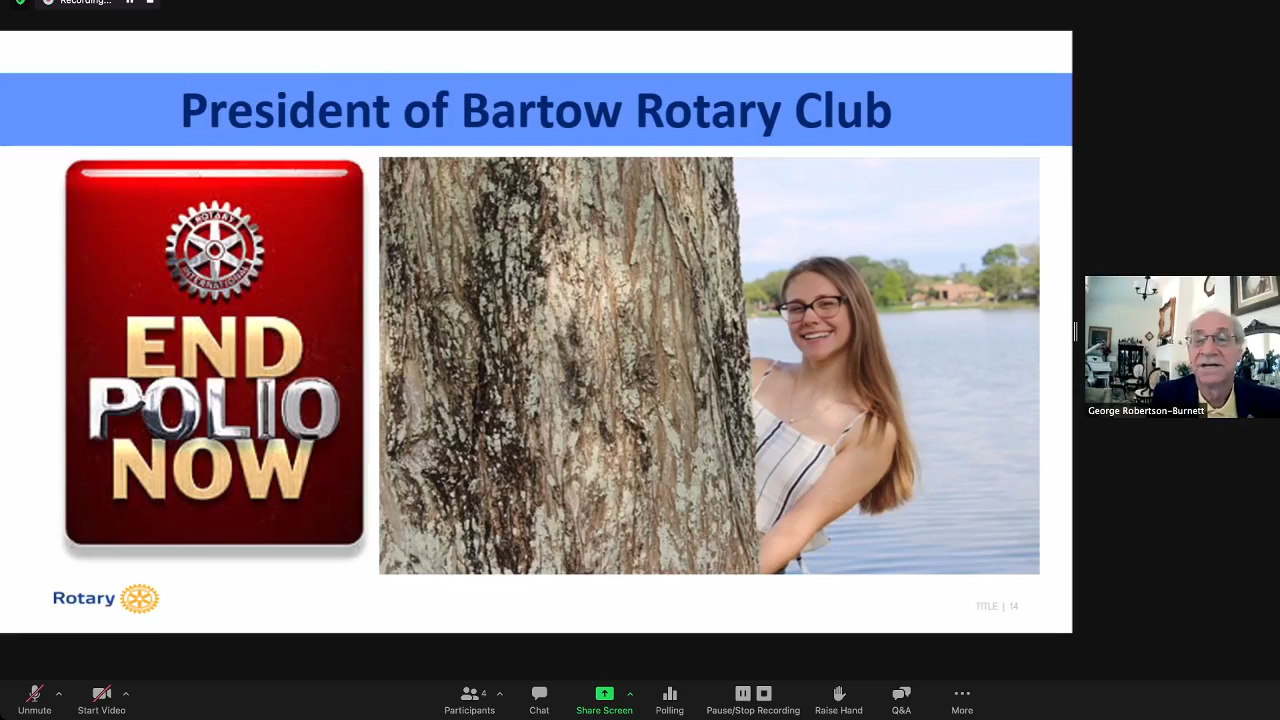 Recording...
President of Bartow Rotary Club
ROTARY
INTERNATIONAL
END
POLIO
NOW
Rotary
TITLE | 14
George Robertson-Burnett
Unmute
Start Video
4
Participants
Chat
Share Screen
Polling
Pause/Stop Recording
Raise Hand
Q&A
More